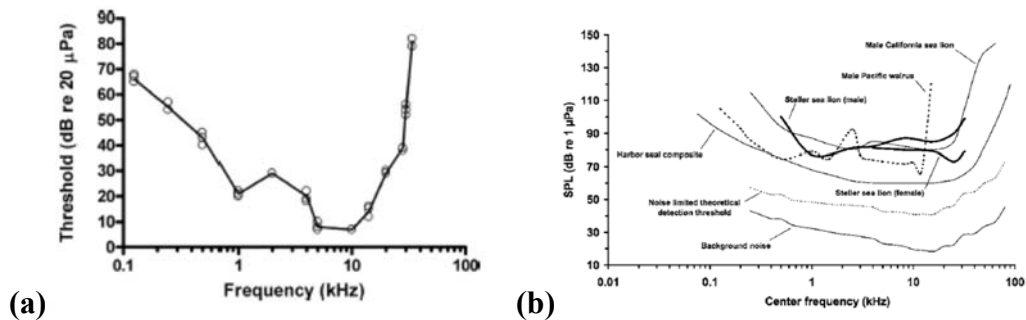 90
80
70
60
50
40
30
20
10
0
Threshold (dB re 20 μPa)
0.1
1
10
100
Frequency (kHz)
(a)
150
130
110
90
70
50
30
10
SPL (dB re 1 μPa)
Male California sea lion
Male Pacific walrus
Steller sea lion (male)
Harbor seal composite
Steller sea lion (female)
Noise limited theoretical
detection threshold
Background noise
0.01
0.1
1
10
100
Center frequency (kHz)
(b)